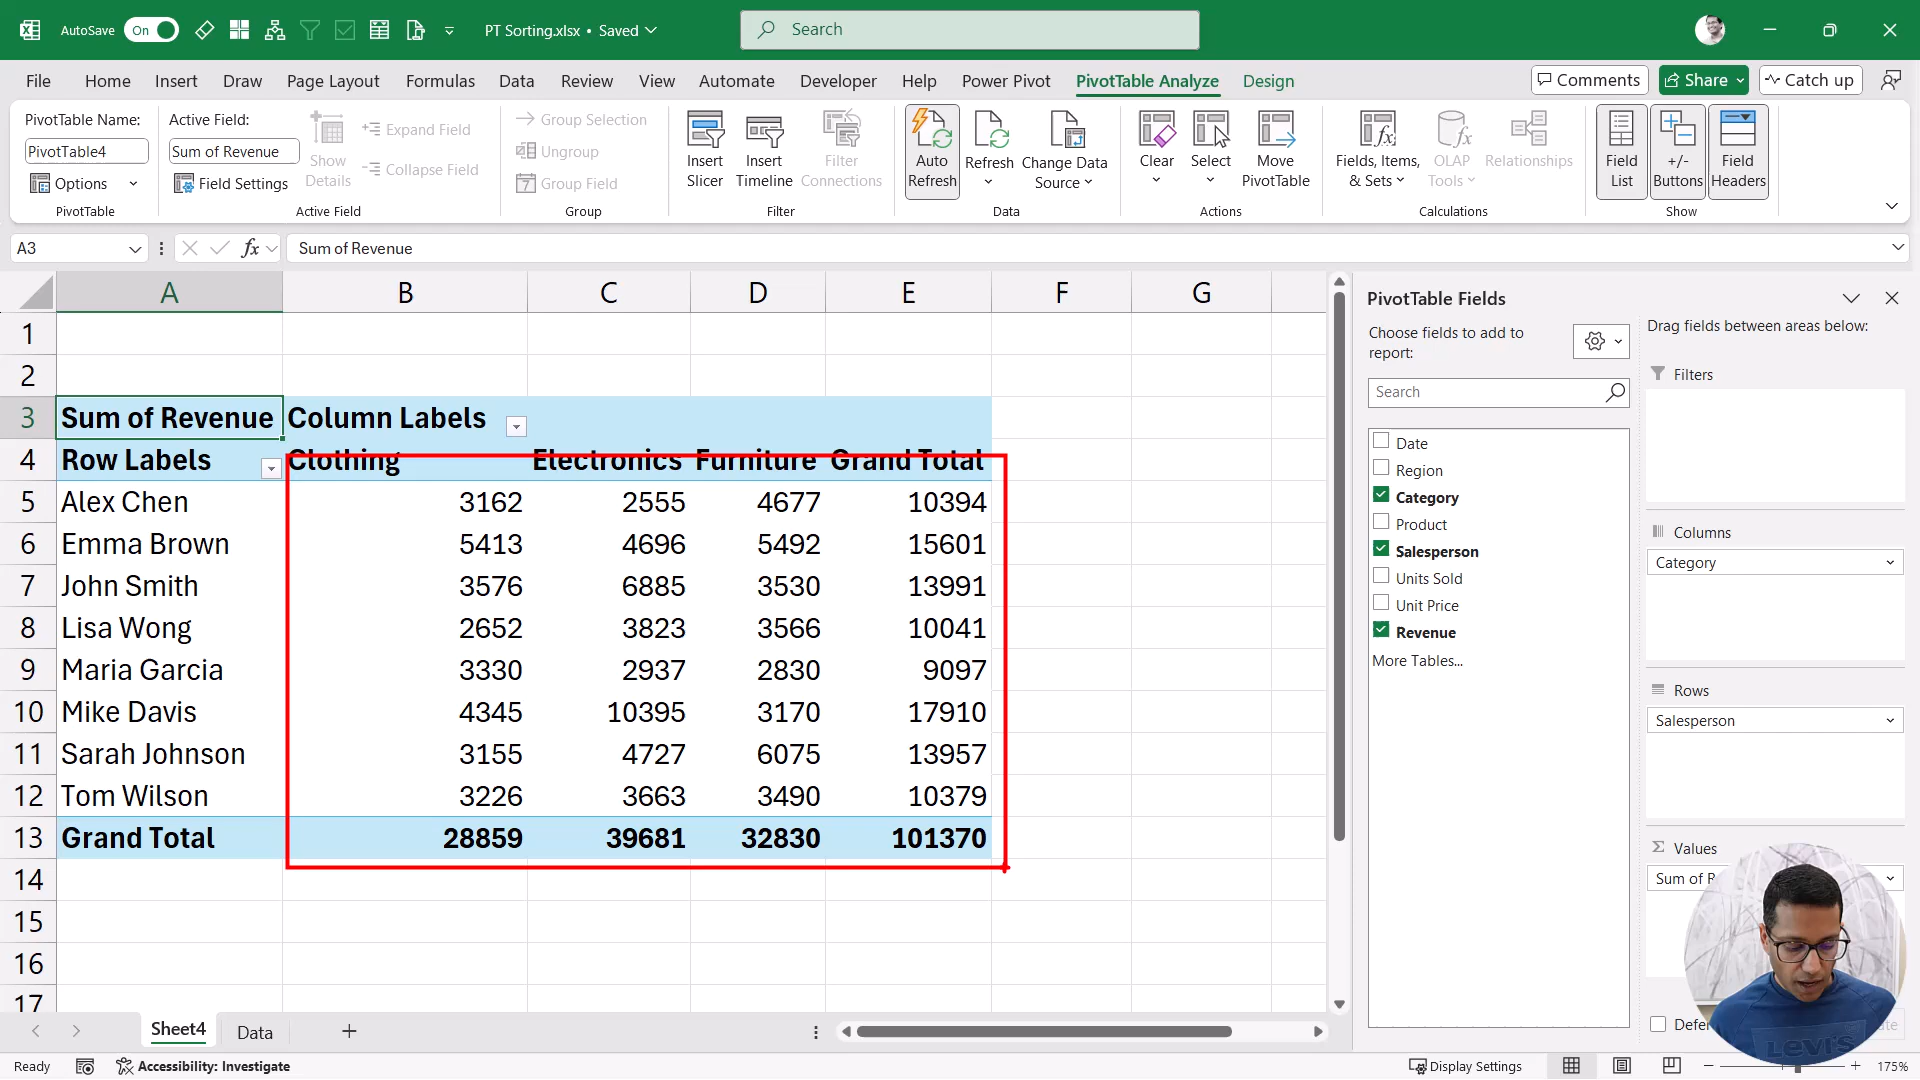 AutoSave On PT Sorting.xlsx • Saved Search
File Home Insert Draw Page Layout Formulas Data Review View Automate Developer Help Power Pivot PivotTable Analyze Design Comments Share Catch up
PivotTable Name:
PivotTable4
Options
PivotTable
Active Field:
Sum of Revenue
Field Settings
Show Details
Expand Field
Collapse Field
Active Field
Group Selection
Ungroup
7 Group Field
Group
Insert Slicer
Insert Timeline
Filter Connections
Filter
Auto Refresh
Refresh
Change Data Source
Data
Clear
Select
Move PivotTable
Actions
Fields, Items, & Sets
OLAP Tools
Relationships
Calculations
Field List
+/- Buttons
Field Headers
Show
A3 fx Sum of Revenue
A B C D E F G
1
2
3 Sum of Revenue Column Labels
4 Row Labels Clothing Electronics Furniture Grand Total
5 Alex Chen 3162 2555 4677 10394
6 Emma Brown 5413 4696 5492 15601
7 John Smith 3576 6885 3530 13991
8 Lisa Wong 2652 3823 3566 10041
9 Maria Garcia 3330 2937 2830 9097
10 Mike Davis 4345 10395 3170 17910
11 Sarah Johnson 3155 4727 6075 13957
12 Tom Wilson 3226 3663 3490 10379
13 Grand Total 28859 39681 32830 101370
14
15
16
17
PivotTable Fields
Choose fields to add to
report:
Search
Date
Region
Category
Product
Salesperson
Units Sold
Unit Price
Revenue
More Tables...
Drag fields between areas below:
Filters
Columns
Category
Rows
Salesperson
Σ Values
Sum of R
Defer
Levi's
Sheet4 Data
Ready Accessibility: Investigate Display Settings 175%